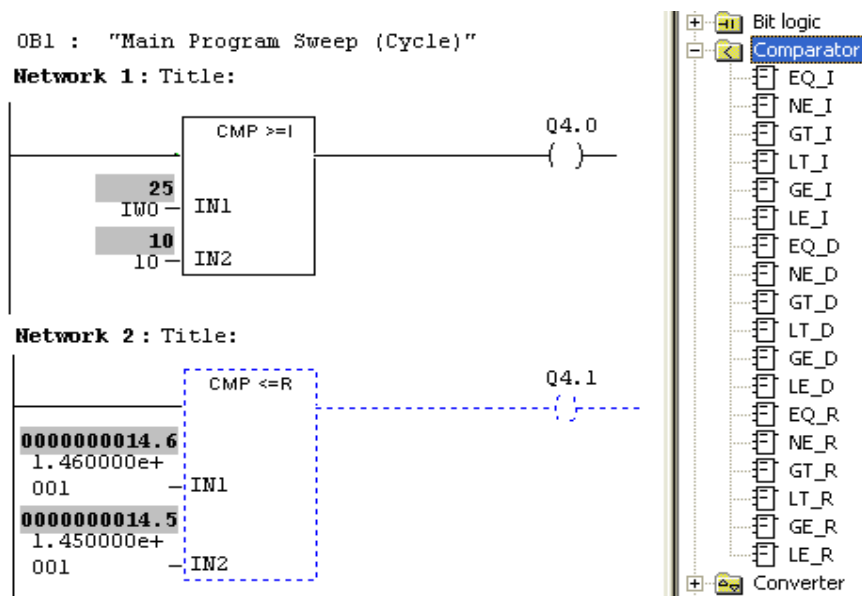 OB1 : "Main Program Sweep (Cycle)"
Network 1: Title:
CMP >=I
Q4.0
25
IW0
IN1
10
10
IN2
Network 2: Title:
CMP <=R
Q4.1
0000000014.6
1.460000e+
001
IN1
0000000014.5
1.450000e+
001
IN2
Bit logic
Comparator
EQ_I
NE_I
GT_I
LT_I
GE_I
LE_I
EQ_D
NE_D
GT_D
LT_D
GE_D
LE_D
EQ_R
NE_R
GT_R
LT_R
GE_R
LE_R
Converter